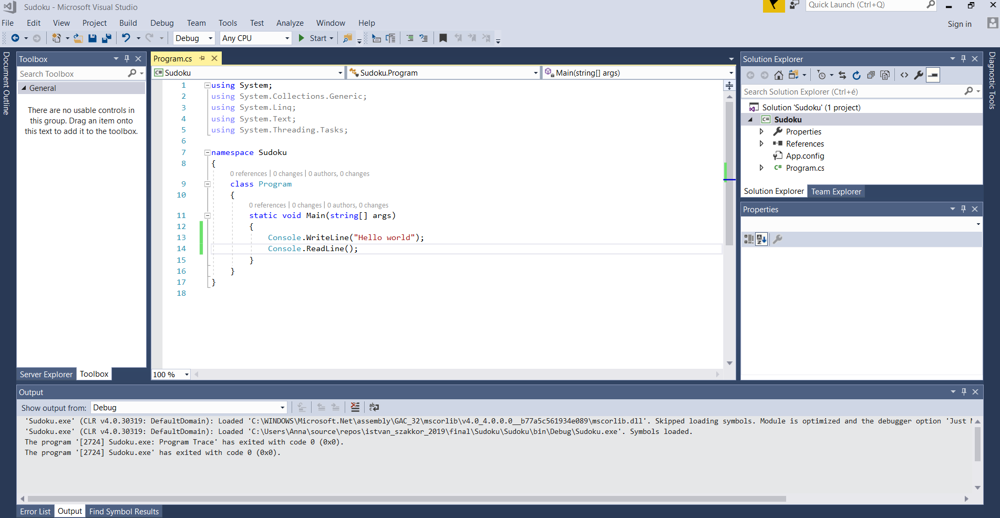 Sudoku - Microsoft Visual Studio
Quick Launch (Ctrl+Q)
File Edit View Project Build Debug Team Tools Test Analyze Window Help
Sign in
Debug Any CPU Start
Document Outline
Toolbox
Search Toolbox
General
There are no usable controls in
this group. Drag an item onto
this text to add it to the toolbox.
Server Explorer Toolbox
Program.cs
C# Sudoku Sudoku.Program Main(string[] args)
1 using System;
2 using System.Collections.Generic;
3 using System.Linq;
4 using System.Text;
5 using System.Threading.Tasks;
6
7 namespace Sudoku
8 {
0 references | 0 changes | 0 authors, 0 changes
9 class Program
10 {
0 references | 0 changes | 0 authors, 0 changes
11 static void Main(string[] args)
12 {
13 Console.WriteLine("Hello world");
14 Console.ReadLine();
15 }
16 }
17 }
18
100 %
Solution Explorer
Search Solution Explorer (Ctrl+é)
Solution 'Sudoku' (1 project)
C# Sudoku
Properties
References
App.config
C# Program.cs
Solution Explorer Team Explorer
Properties
Diagnostic Tools
Output
Show output from: Debug
'Sudoku.exe' (CLR v4.0.30319: DefaultDomain): Loaded 'C:\WINDOWS\Microsoft.Net\assembly\GAC_32\mscorlib\v4.0_4.0.0.0__b77a5c561934e089\mscorlib.dll'. Skipped loading symbols. Module is optimized and the debugger option 'Just
'Sudoku.exe' (CLR v4.0.30319: DefaultDomain): Loaded 'C:\Users\Anna\source\repos\istvan_szakkor_2019\final\Sudoku\Sudoku\bin\Debug\Sudoku.exe'. Symbols loaded.
The program '[2724] Sudoku.exe: Program Trace' has exited with code 0 (0x0).
The program '[2724] Sudoku.exe' has exited with code 0 (0x0).
Error List Output Find Symbol Results